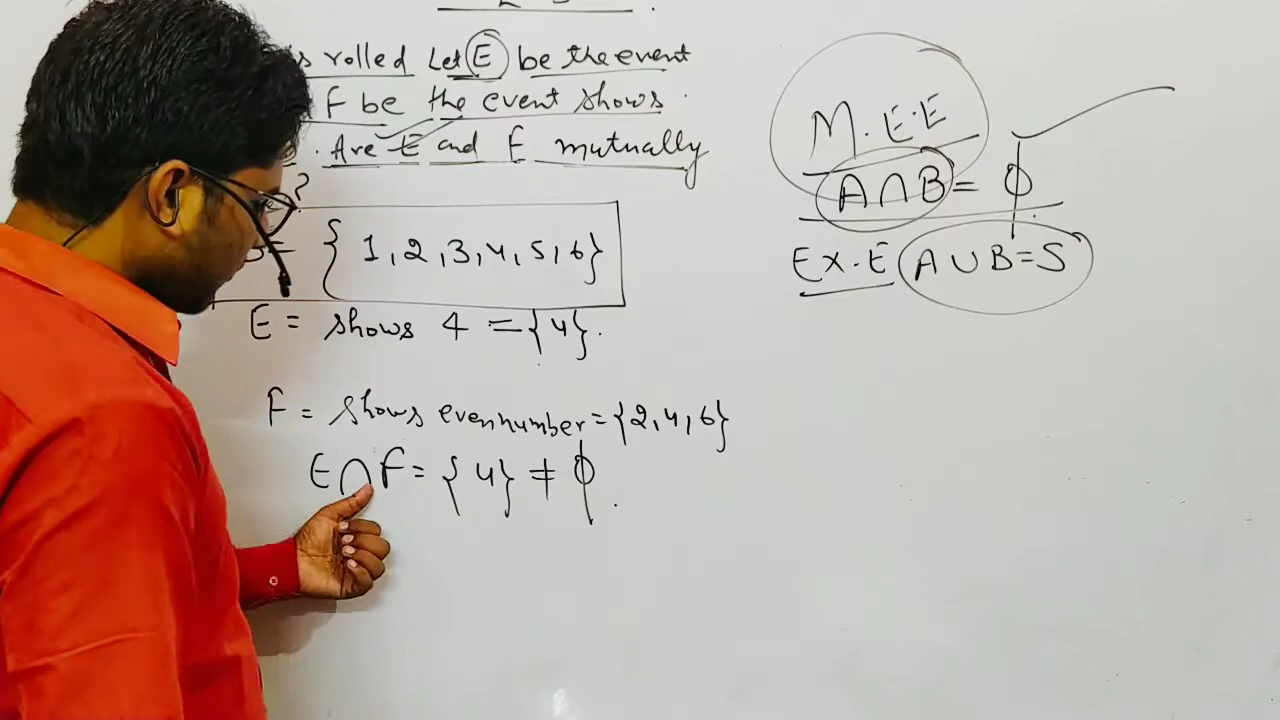 is rolled Let E be the event
F be the event shows
. Are E and F mutually
?
S = { 1, 2, 3, 4, 5, 6}
E = shows 4 = {4}.
F = shows even number = {2, 4, 6}
E∩F = {4} ≠ ϕ.
M.E.E
A∩B = ϕ
EX.E A∪B=S